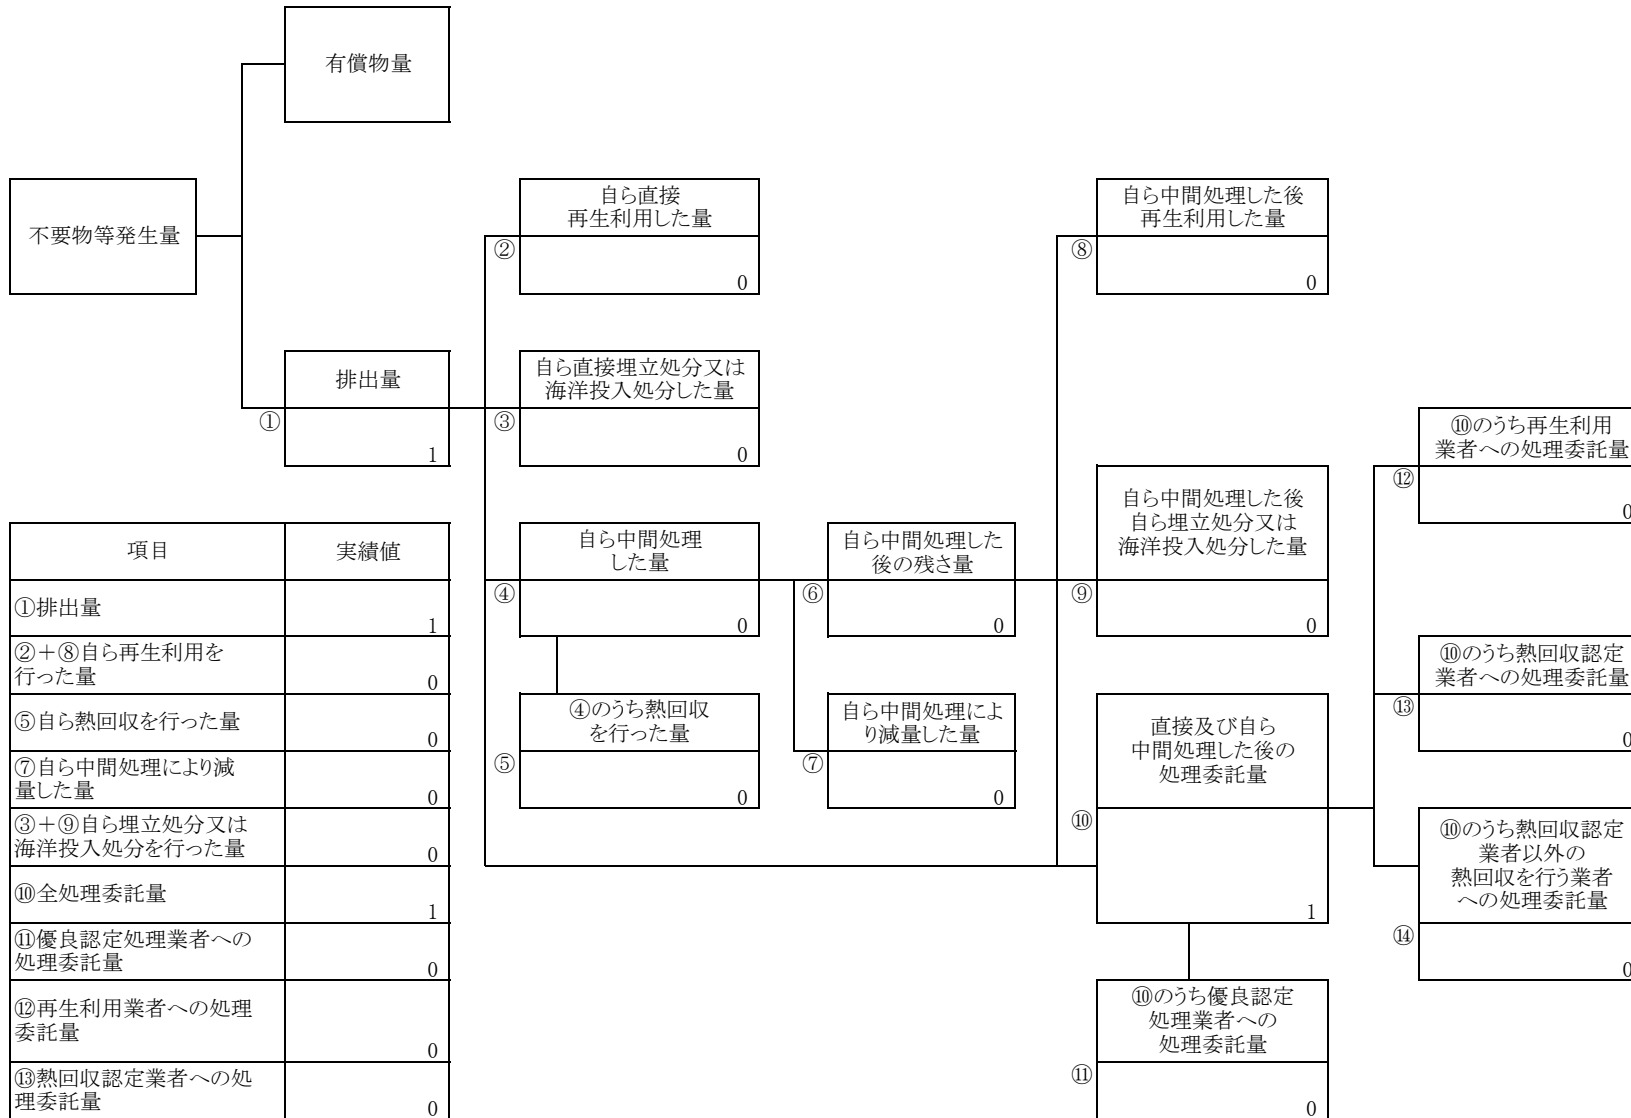 有償物量
不要物等発生量
自ら直接
再生利用した量
②
0
自ら中間処理した後
再生利用した量
⑧
0
排出量
①
1
自ら直接埋立処分又は
海洋投入処分した量
③
0
⑩のうち再生利用
業者への処理委託量
⑫
0
自ら中間処理
した量
④
0
自ら中間処理した
後の残さ量
⑥
0
自ら中間処理した後
自ら埋立処分又は
海洋投入処分した量
⑨
0
⑩のうち熱回収認定
業者への処理委託量
⑬
0
④のうち熱回収
を行った量
⑤
0
自ら中間処理によ
り減量した量
⑦
0
直接及び自ら
中間処理した後の
処理委託量
⑩
1
⑩のうち熱回収認定
業者以外の
熱回収を行う業者
への処理委託量
⑭
0
⑩のうち優良認定
処理業者への
処理委託量
⑪
0
項目 実績値
①排出量
1
②＋⑧自ら再生利用を
行った量
0
⑤自ら熱回収を行った量
0
⑦自ら中間処理により減
量した量
0
③＋⑨自ら埋立処分又は
海洋投入処分を行った量
0
⑩全処理委託量
1
⑪優良認定処理業者への
処理委託量
0
⑫再生利用業者への処理
委託量
0
⑬熱回収認定業者への処
理委託量
0